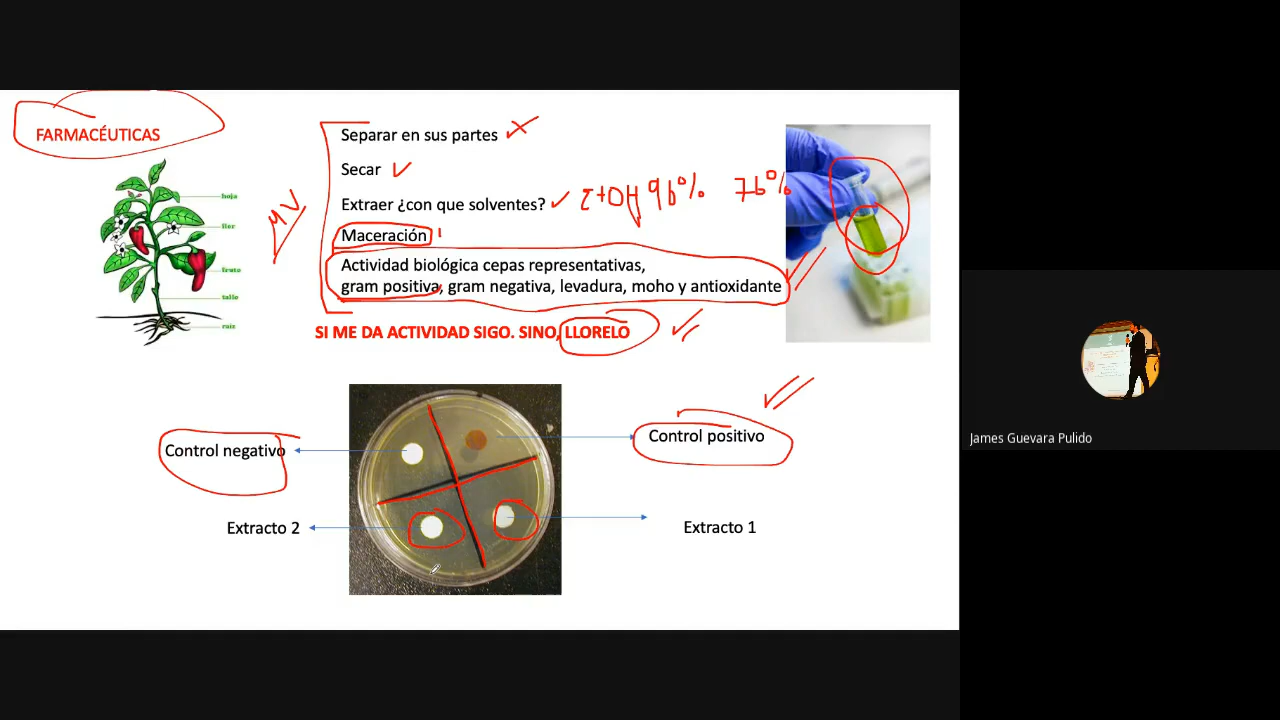 FARMACÉUTICAS
Separar en sus partes
Secar
Extraer ¿con que solventes? EtOH 96% 76%
Maceración
Actividad biológica cepas representativas,
gram positiva, gram negativa, levadura, moho y antioxidante
SI ME DA ACTIVIDAD SIGO. SINO, LLORELO
hoja
flor
fruto
tallo
raíz
MV
Control negativo
Control positivo
Extracto 2
Extracto 1
James Guevara Pulido